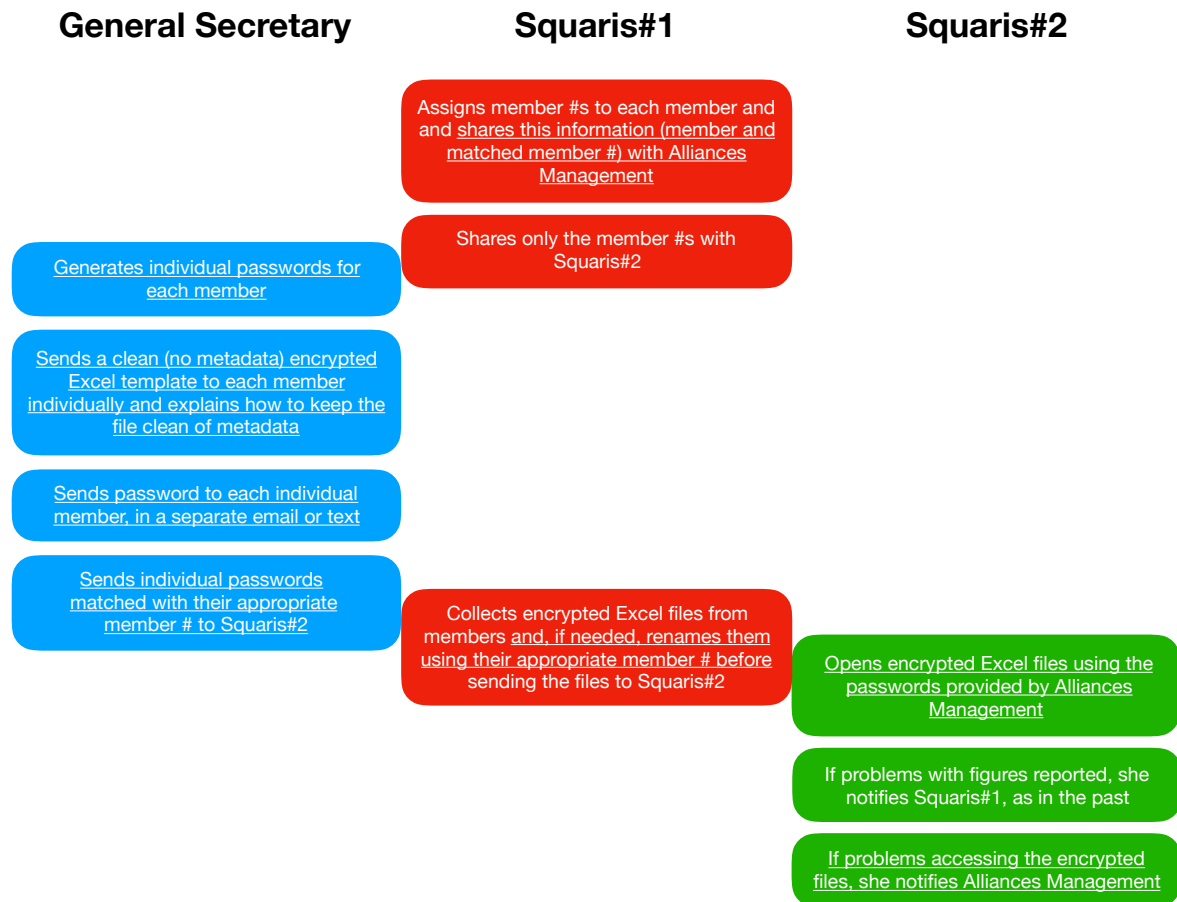 General Secretary
Squaris#1
Squaris#2
Assigns member #s to each member and
and shares this information (member and
matched member #) with Alliances
Management
Shares only the member #s with
Squaris#2
Generates individual passwords for
each member
Sends a clean (no metadata) encrypted
Excel template to each member
individually and explains how to keep the
file clean of metadata
Sends password to each individual
member, in a separate email or text
Sends individual passwords
matched with their appropriate
member # to Squaris#2
Collects encrypted Excel files from
members and, if needed, renames them
using their appropriate member # before
sending the files to Squaris#2
Opens encrypted Excel files using the
passwords provided by Alliances
Management
If problems with figures reported, she
notifies Squaris#1, as in the past
If problems accessing the encrypted
files, she notifies Alliances Management